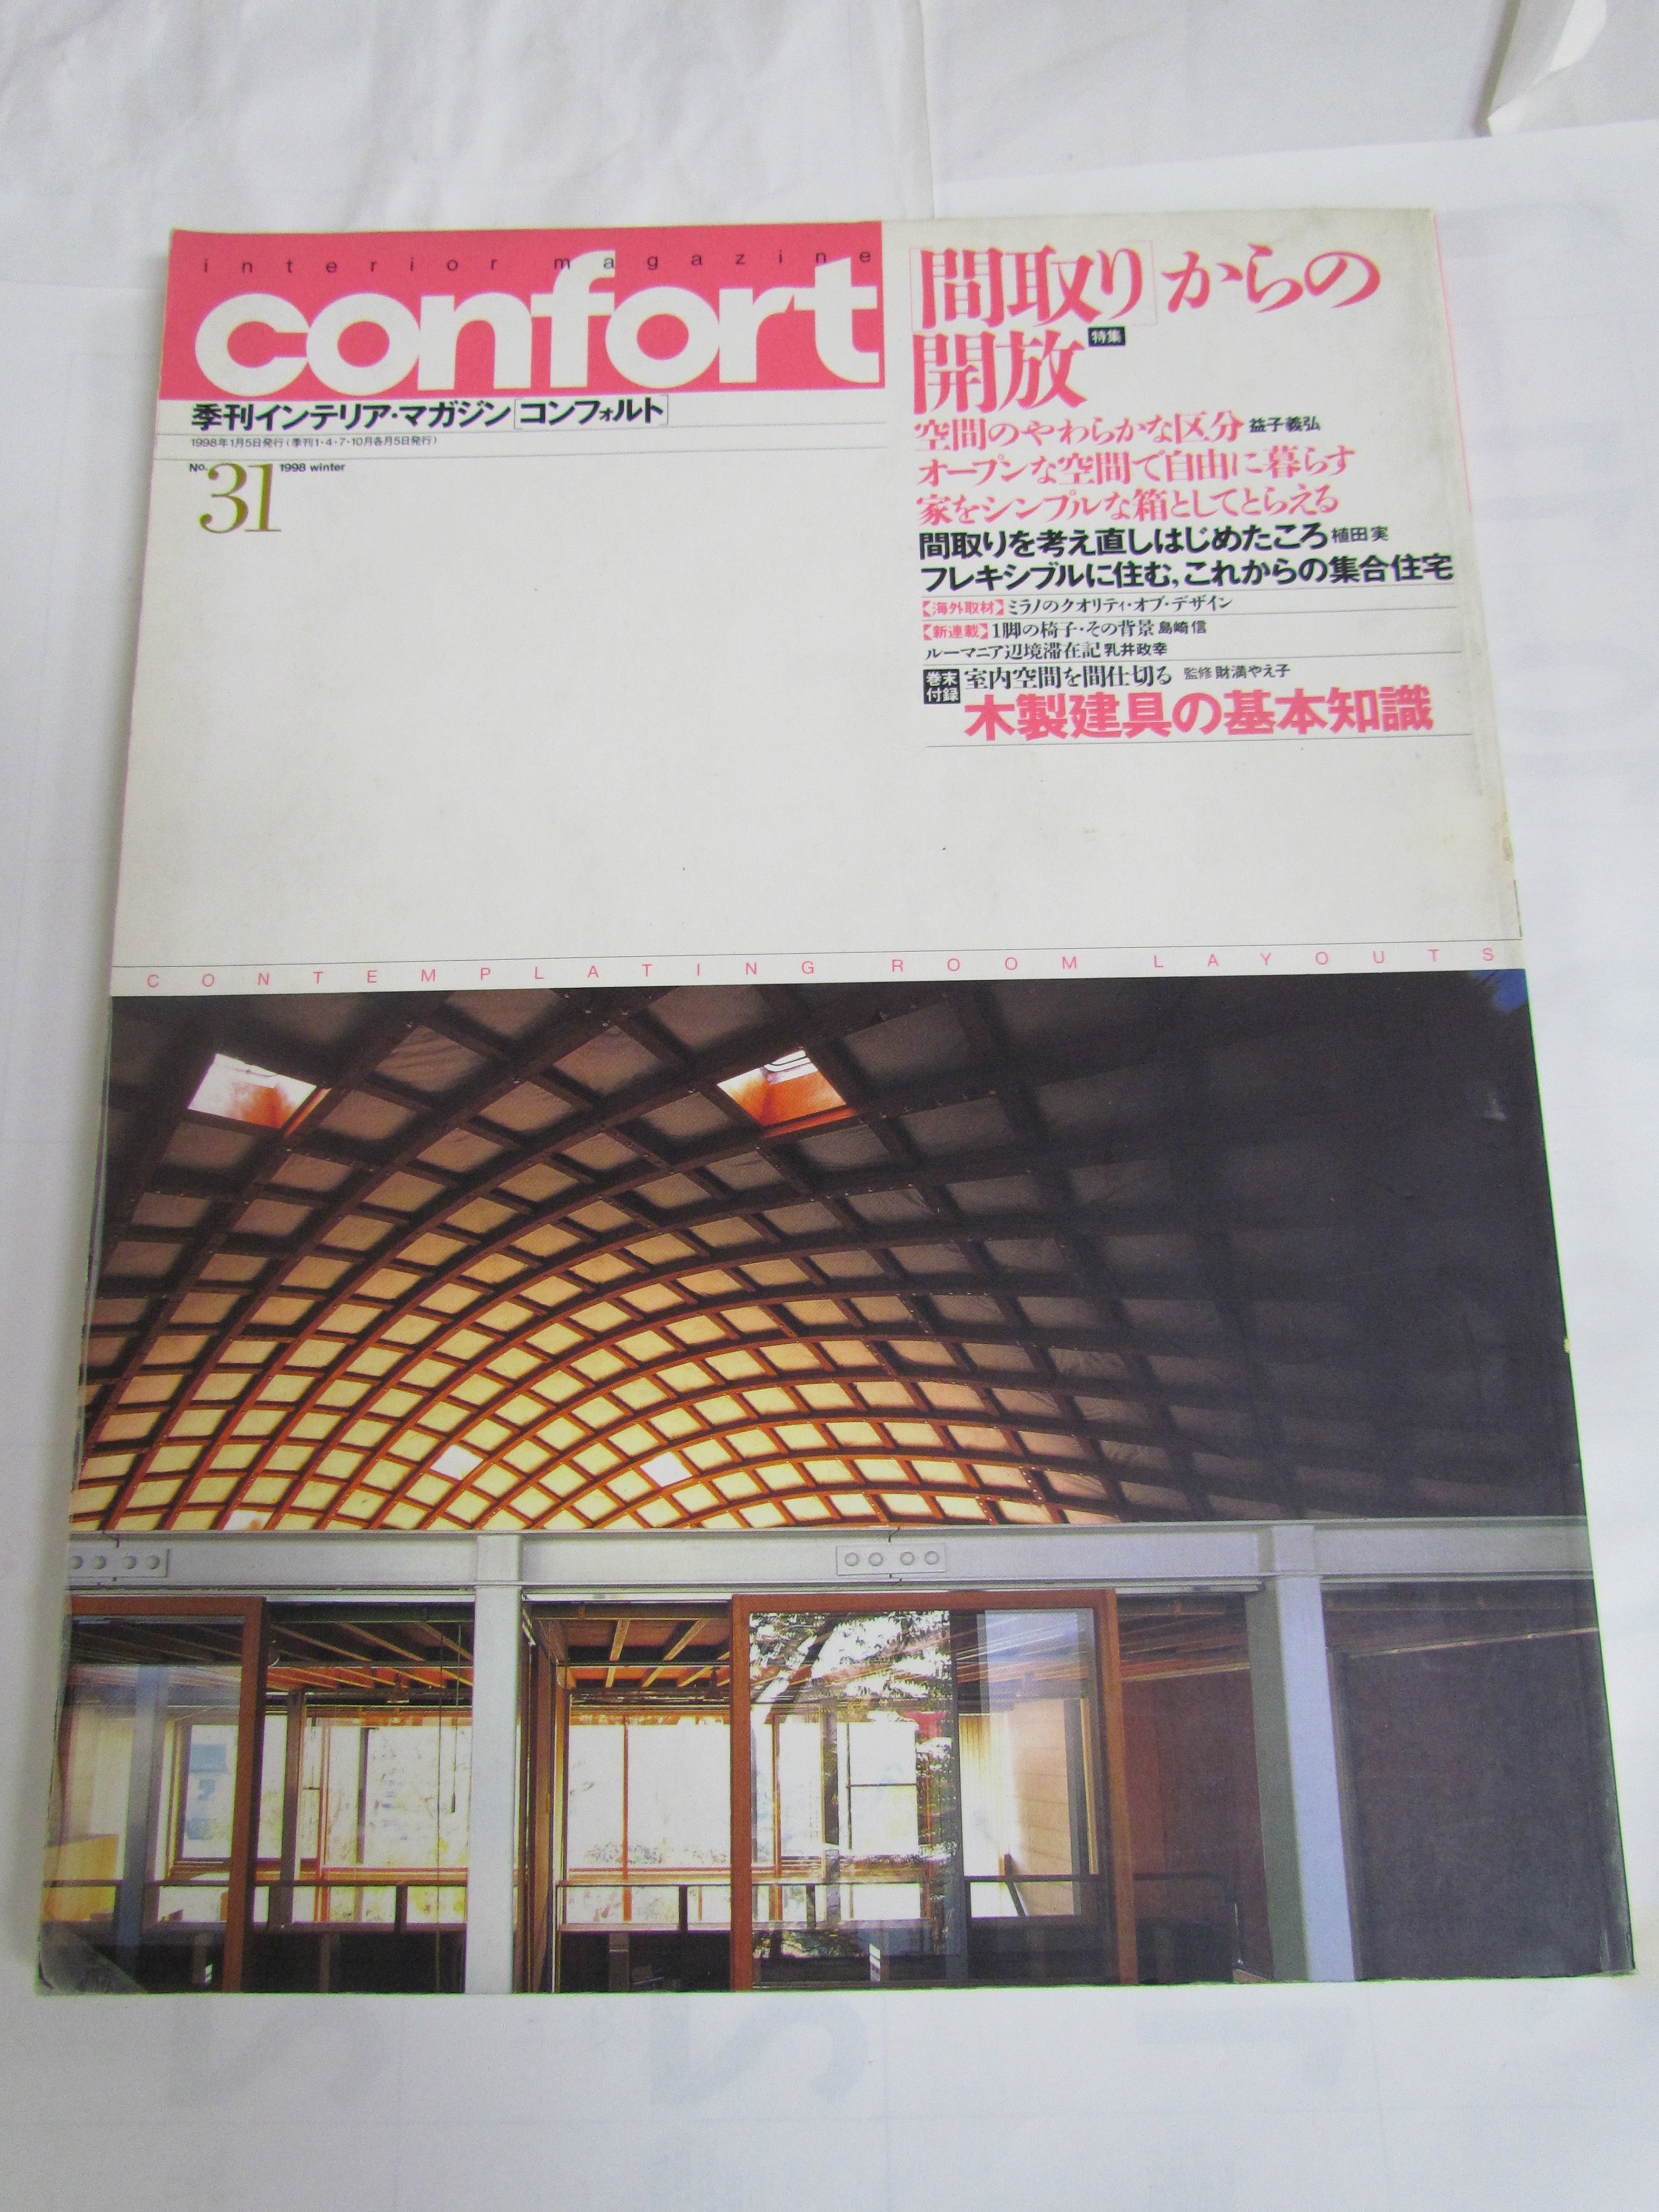 interior magazine
confort
季刊インテリア・マガジン[コンフォルト]
1998年1月5日発行(季刊1・4・7・10月各月5日発行)
No.31 1998 winter
[間取り]からの
開放 特集
空間のやわらかな区分 益子義弘
オープンな空間で自由に暮らす
家をシンプルな箱としてとらえる
間取りを考え直しはじめたころ 植田実
フレキシブルに住む,これからの集合住宅
【海外取材】ミラノのクオリティ・オブ・デザイン
【新連載】1脚の椅子・その背景 島崎信
ルーマニア辺境滞在記 乳井政幸
巻末付録 室内空間を間仕切る 監修 財満やえ子
木製建具の基本知識
CONTEMPLATING ROOM LAYOUTS